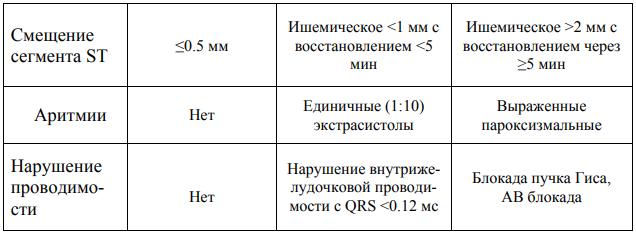 Смещение
сегмента ST
≤0.5 мм
Ишемическое <1 мм с
восстановлением <5
мин
Ишемическое >2 мм с
восстановлением через
≥5 мин
Аритмии
Нет
Единичные (1:10)
экстрасистолы
Выраженные
пароксизмальные
Нарушение
проводимо-
сти
Нет
Нарушение внутриже-
лудочковой проводи-
мости с QRS <0.12 мс
Блокада пучка Гиса,
АВ блокада